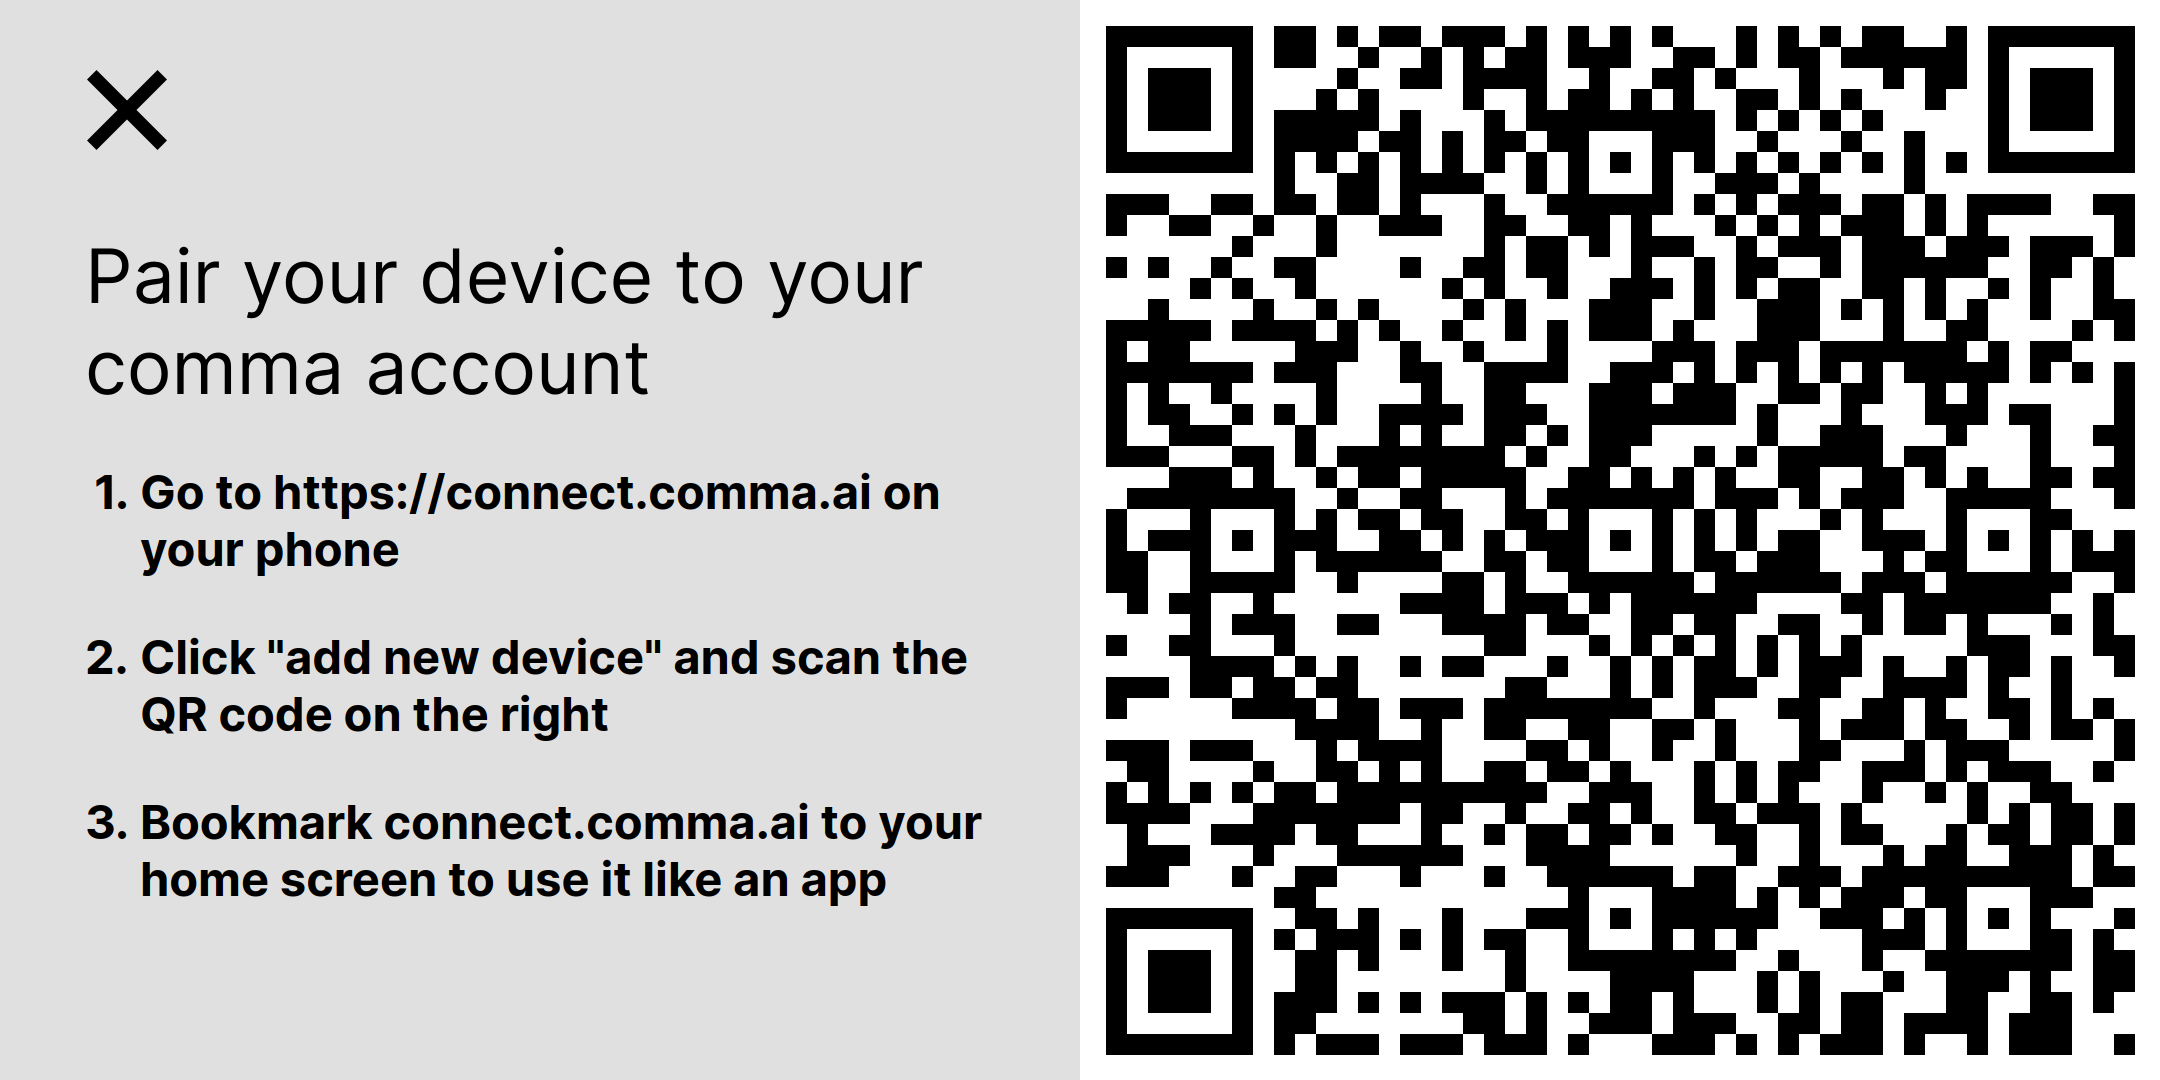 Pair your device to your
comma account
1. Go to https://connect.comma.ai on
your phone
2. Click "add new device" and scan the
QR code on the right
3. Bookmark connect.comma.ai to your
home screen to use it like an app